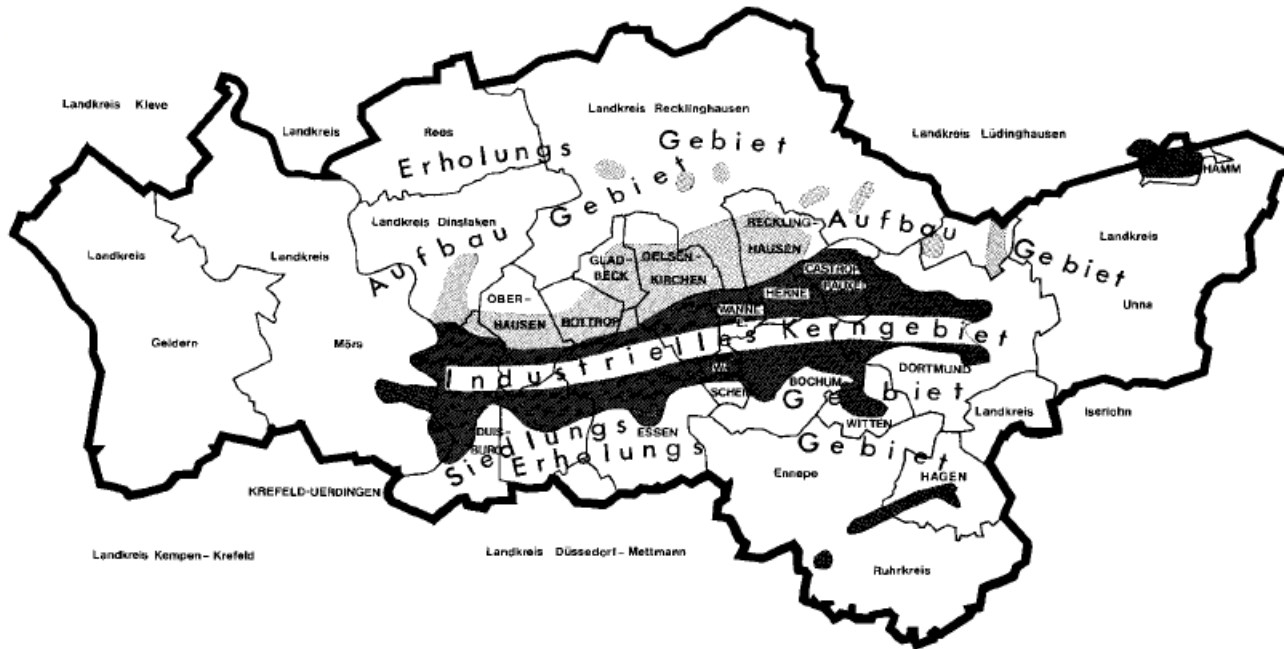 Landkreis Kleve
Landkreis
Rees
Landkreis Recklinghausen
Landkreis Lüdinghausen
Erholungs Gebiet
HAMM
Landkreis Dinslaken
Aufbau Gebiet
RECKLING-
HAUSEN
Aufbau Gebiet
Landkreis
Unna
Landkreis
Geldern
Landkreis
Mörs
GLAD-
BECK
GELSEN-
KIRCHEN
CASTROP
RAUXEL
OBER-
HAUSEN
BOTTROP
WANNE
E.
HERNE
Industrielles Kerngebiet
SCHEID
BOCHUM
DORTMUND
Siedlungs Gebiet
DUIS-
BURG
ESSEN
WITTEN
Landkreis Iserlohn
Erholungs Gebiet
Ennepe
HAGEN
KREFELD-UERDINGEN
Landkreis Kempen-Krefeld
Landkreis Düssedorf-Mettmann
Ruhrkreis